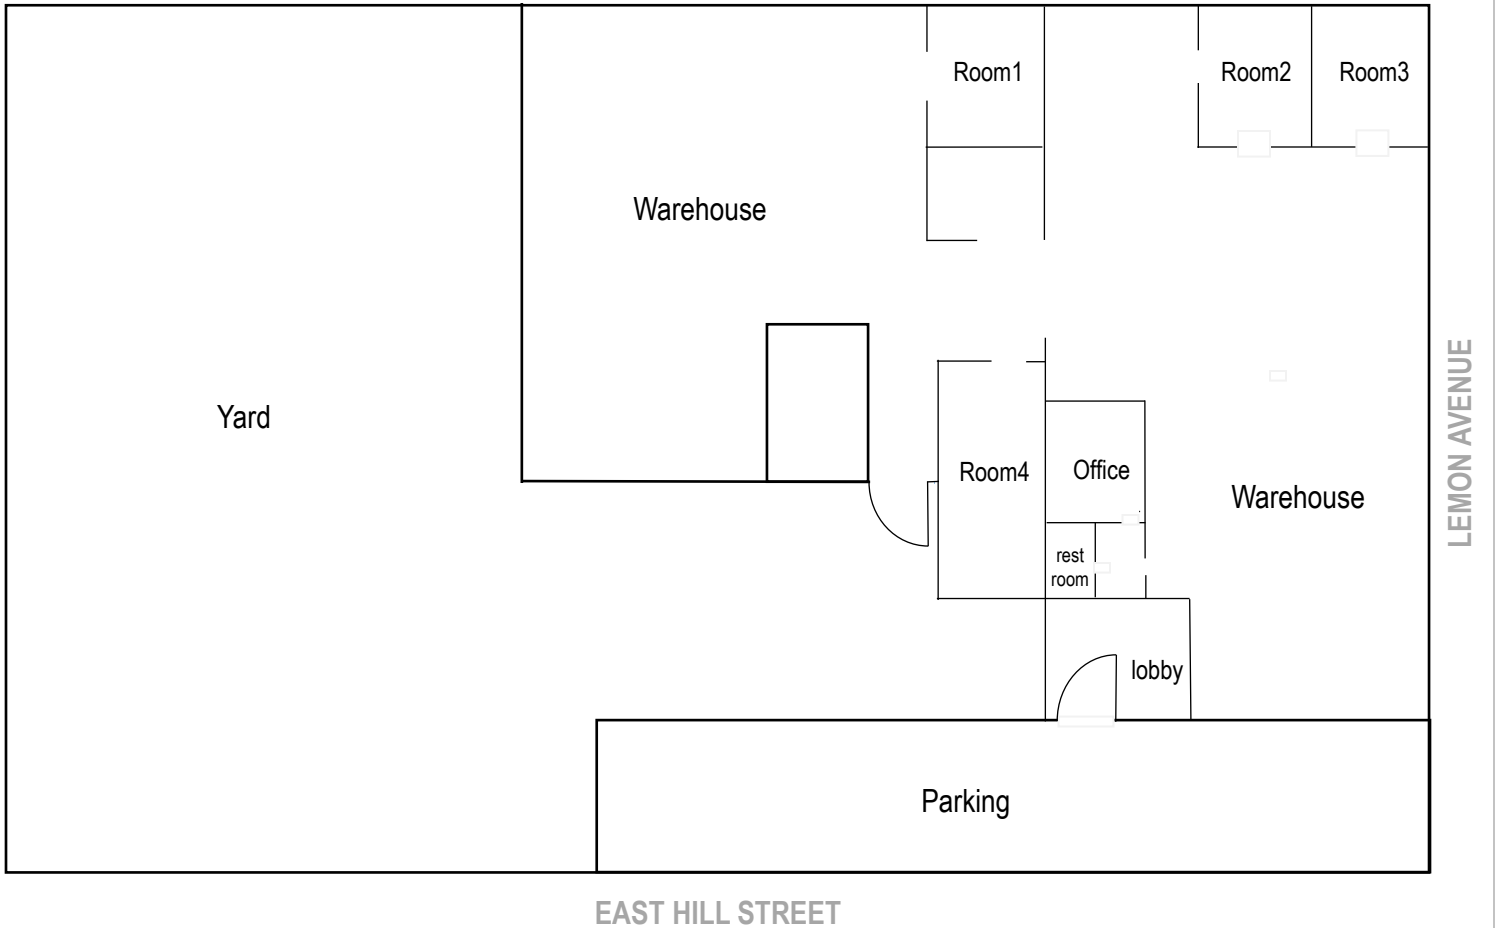 Room1
Room2
Room3
Warehouse
Yard
Room4
Office
Warehouse
rest
room
lobby
Parking
LEMON AVENUE
EAST HILL STREET